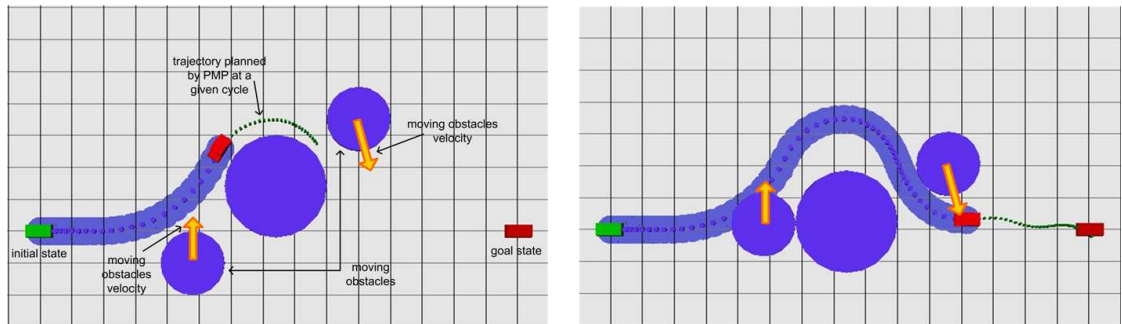 trajectory planned
by PMP at a
given cycle
moving obstacles
velocity
initial state
moving
obstacles
velocity
moving
obstacles
goal state